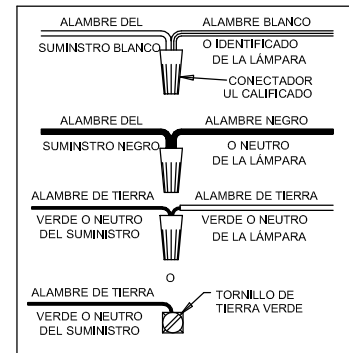 ALAMBRE DEL ALAMBRE BLANCO
SUMINSTRO BLANCO O IDENTIFICADO
DE LA LÁMPARA
CONECTADOR
UL CALIFICADO
ALAMBRE DEL ALAMBRE NEGRO
SUMINSTRO NEGRO O NEUTRO
DE LA LÁMPARA
ALAMBRE DE TIERRA ALAMBRE DE TIERRA
VERDE O NEUTRO VERDE O NEUTRO
DEL SUMINISTRO DE LA LÁMPARA
O
ALAMBRE DE TIERRA TORNILLO DE
VERDE O NEUTRO TIERRA VERDE
DEL SUMINISTRO